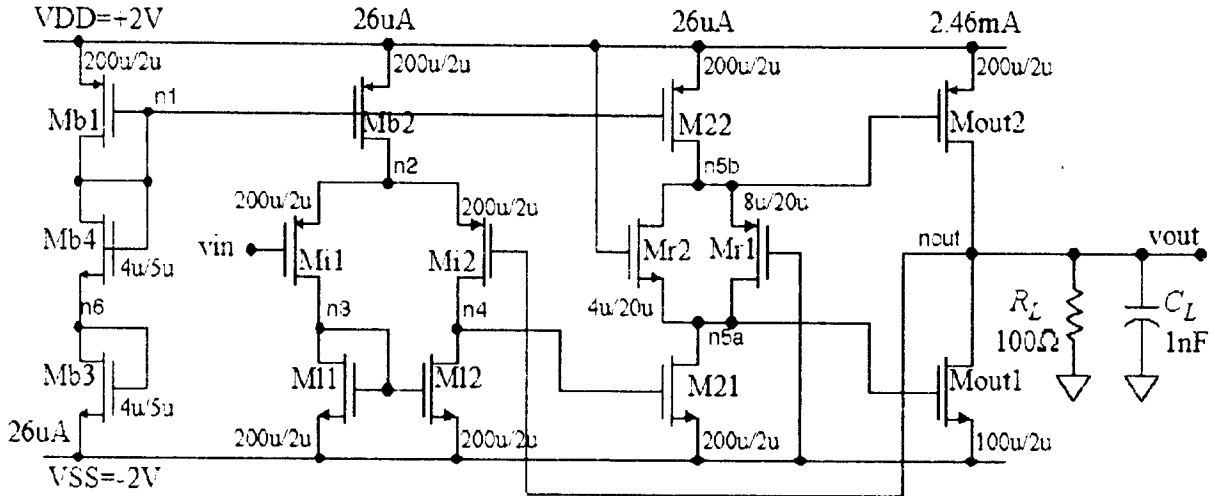 VDD=+2V
26uA
26uA
2.46mA
200u/2u
200u/2u
200u/2u
200u/2u
n1
Mb1
Mb2
M22
Mout2
n2
n5b
200u/2u
200u/2u
8u/20u
Mb4
vin
Mi1
Mi2
Mr2
Mr1
nout
vout
4u/5u
n6
n3
n4
4u/20u
n5a
RL
100Ω
CL
1nF
Mb3
Ml1
Ml2
M21
Mout1
4u/5u
26uA
200u/2u
200u/2u
200u/2u
100u/2u
VSS=-2V